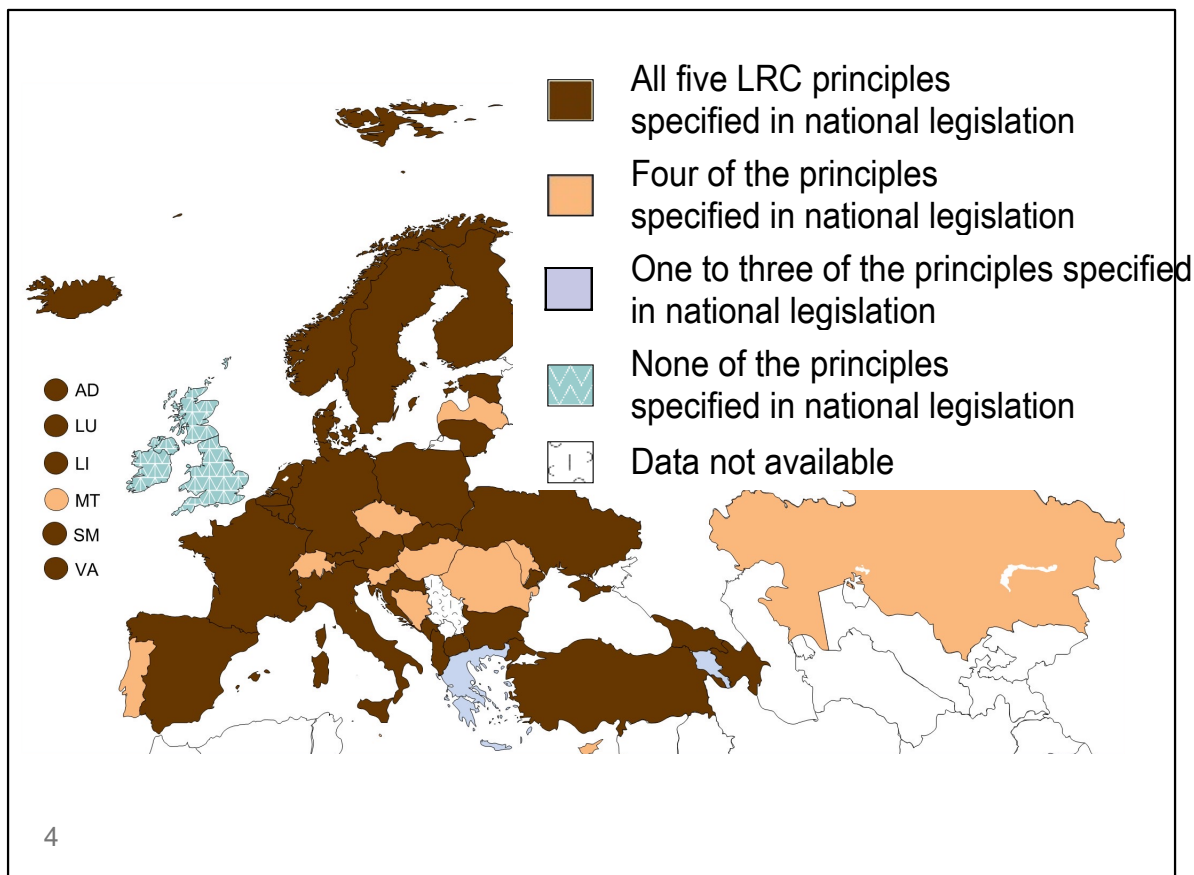 All five LRC principles
specified in national legislation
Four of the principles
specified in national legislation
One to three of the principles specified
in national legislation
None of the principles
specified in national legislation
Data not available
AD
LU
LI
MT
SM
VA
4